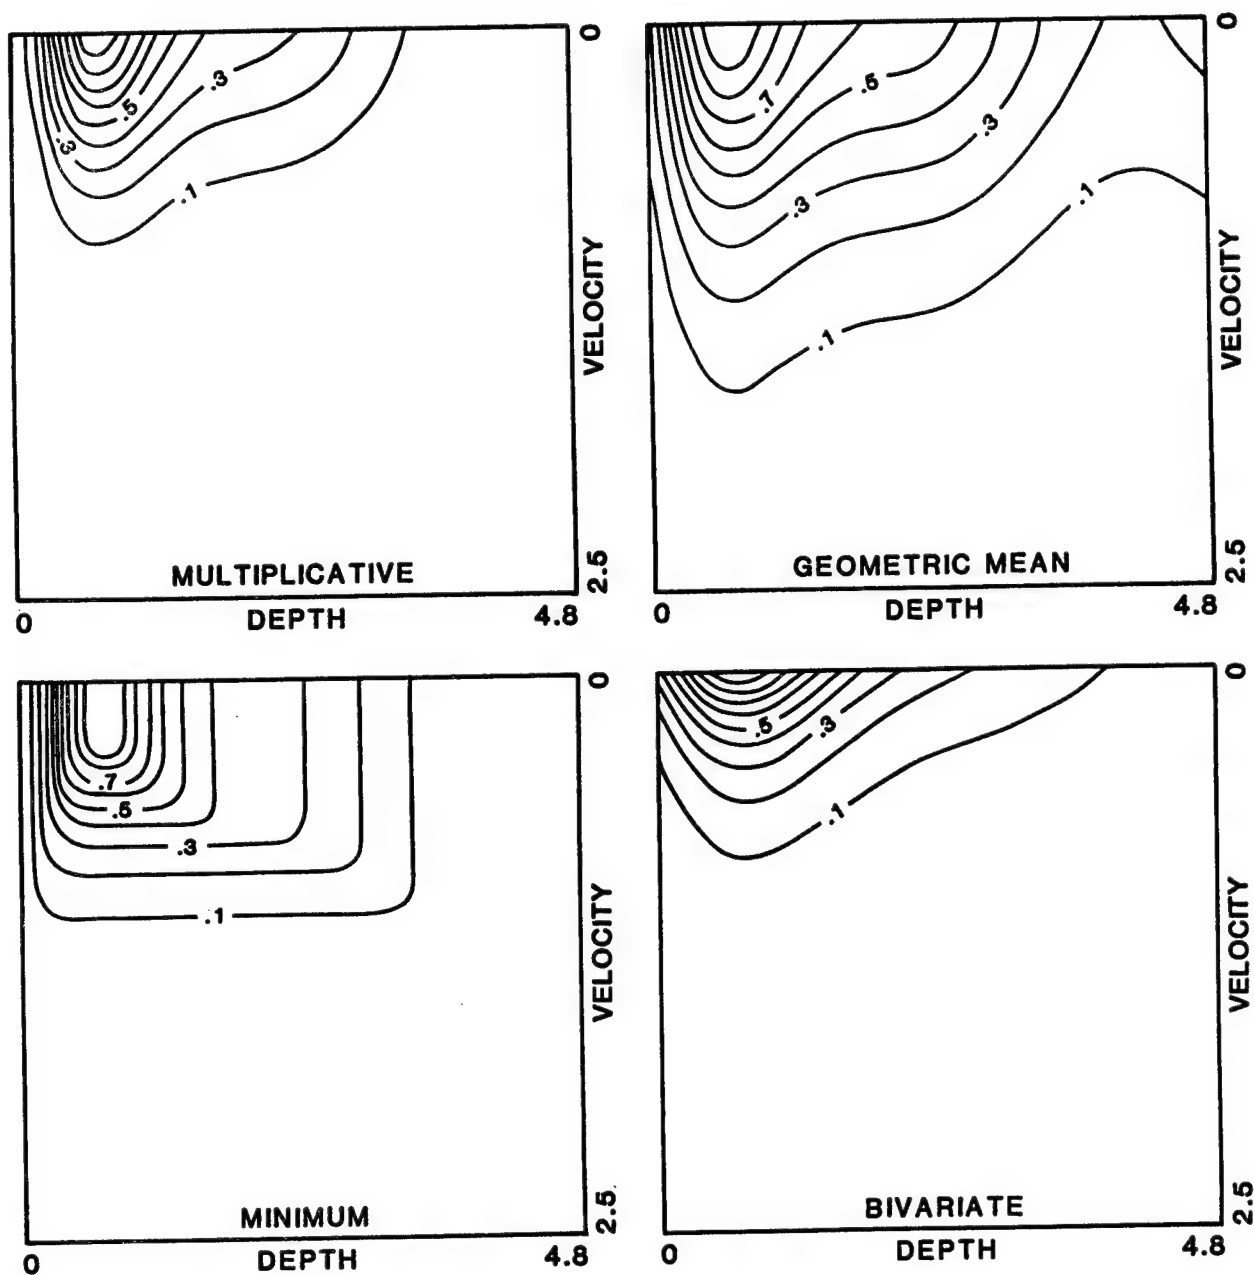 0
.3
.5
.3
.1
VELOCITY
MULTIPLICATIVE
2.5
0
DEPTH
4.8
0
.7
.5
.3
.3
.1
.1
VELOCITY
GEOMETRIC MEAN
2.5
0
DEPTH
4.8
0
.7
.5
.3
.1
VELOCITY
MINIMUM
2.5
0
DEPTH
4.8
0
.5
.3
.1
VELOCITY
BIVARIATE
2.5
0
DEPTH
4.8